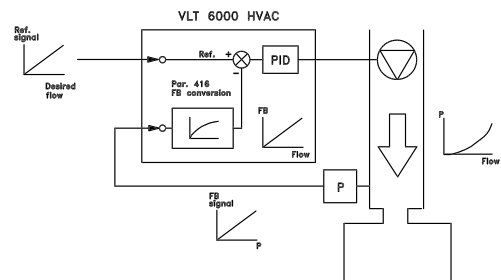 VLT 6000 HVAC
Ref.
signal
Desired
flow
Ref.
+
−
PID
Par. 416
FB conversion
FB
Flow
P
Flow
P
FB
signal
P